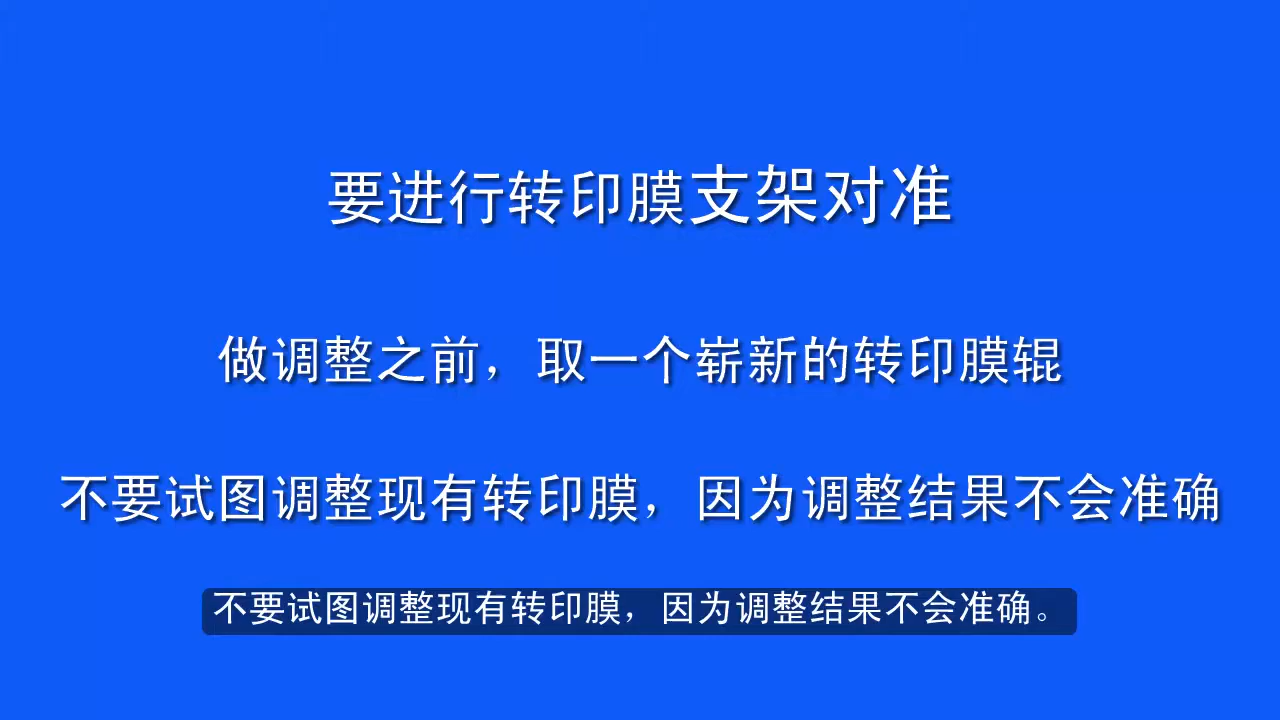 要进行转印膜支架对准
做调整之前，取一个崭新的转印膜辊
不要试图调整现有转印膜，因为调整结果不会准确
不要试图调整现有转印膜，因为调整结果不会准确。